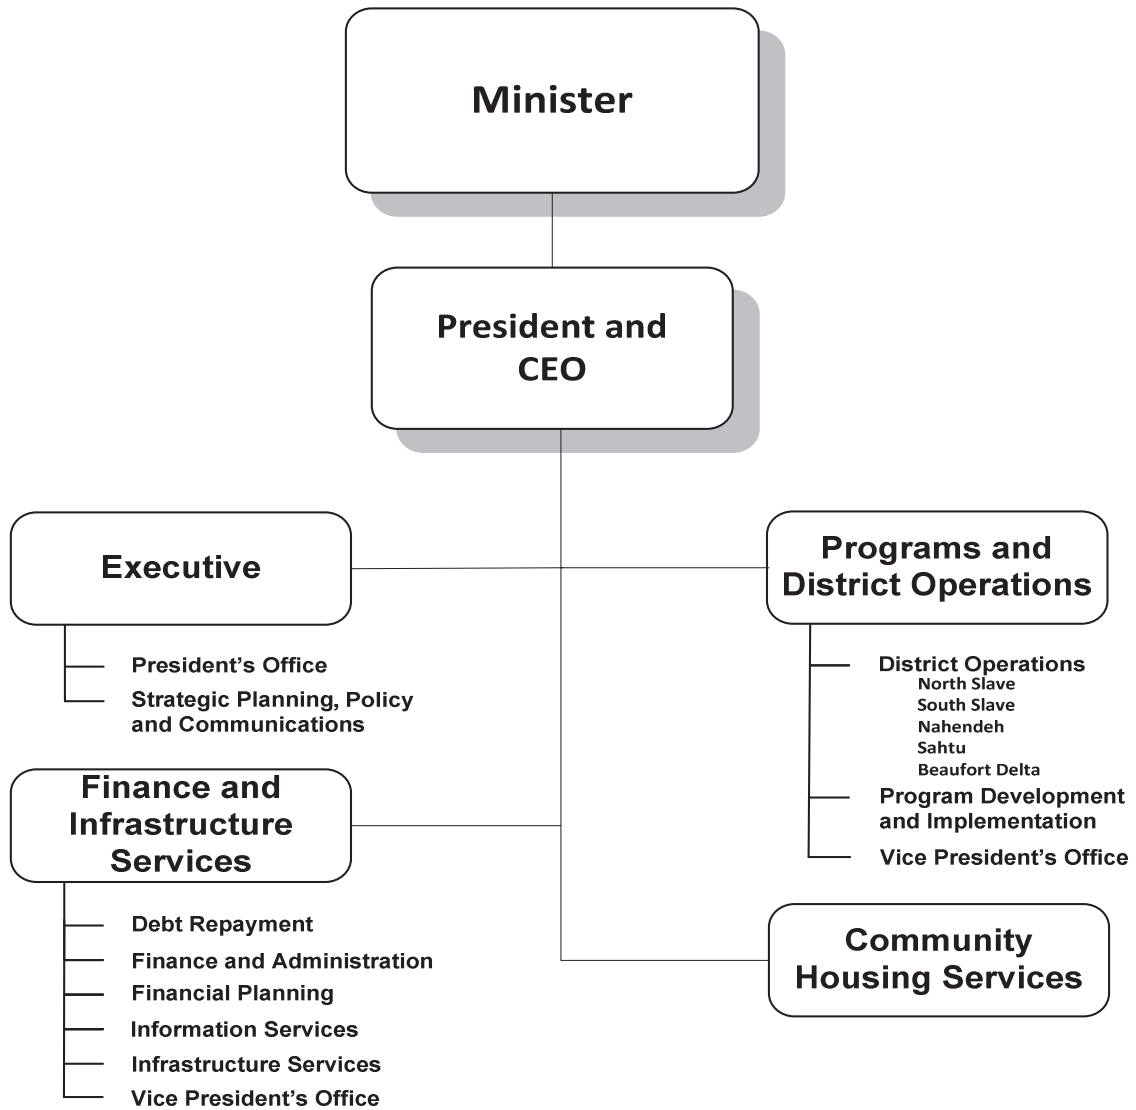 Minister
President and
CEO
Executive
President’s Office
Strategic Planning, Policy
and Communications
Programs and
District Operations
District Operations
North Slave
South Slave
Nahendeh
Sahtu
Beaufort Delta
Program Development
and Implementation
Vice President’s Office
Finance and
Infrastructure
Services
Debt Repayment
Finance and Administration
Financial Planning
Information Services
Infrastructure Services
Vice President’s Office
Community
Housing Services